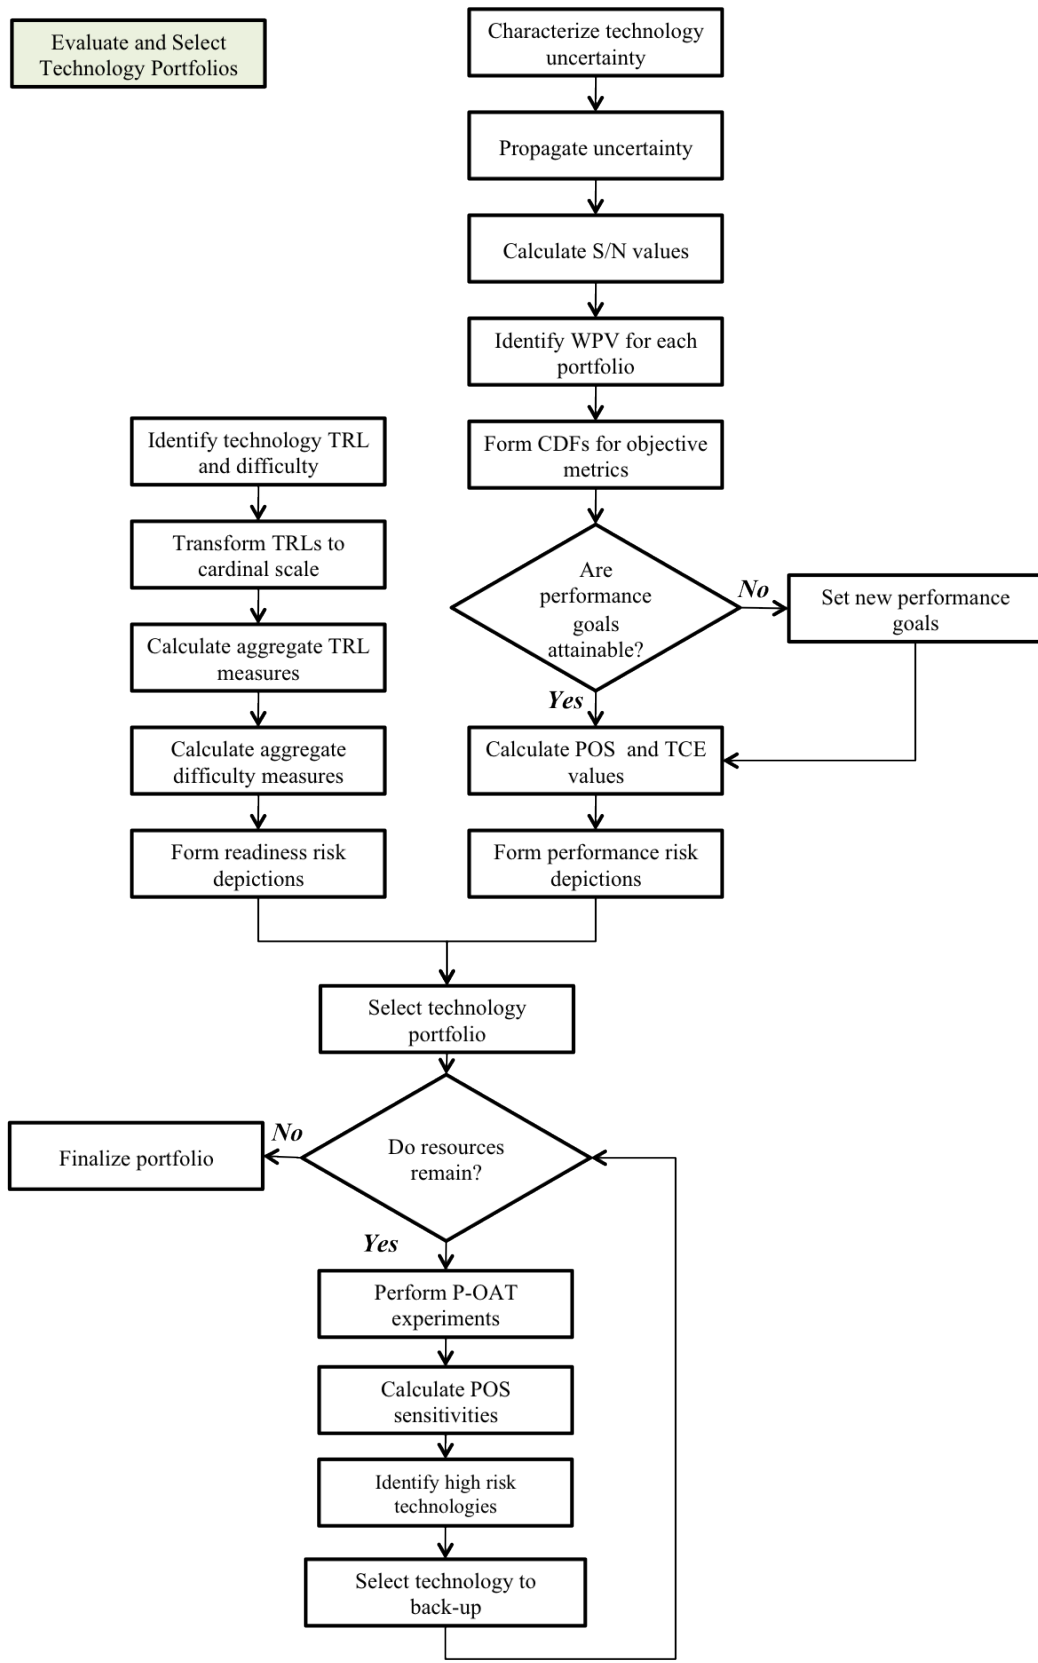 Evaluate and Select
Technology Portfolios
Characterize technology
uncertainty
Propagate uncertainty
Calculate S/N values
Identify WPV for each
portfolio
Form CDFs for objective
metrics
Are
performance
goals
attainable?
No
Set new performance
goals
Yes
Calculate POS and TCE
values
Form performance risk
depictions
Identify technology TRL
and difficulty
Transform TRLs to
cardinal scale
Calculate aggregate TRL
measures
Calculate aggregate
difficulty measures
Form readiness risk
depictions
Select technology
portfolio
Do resources
remain?
No
Finalize portfolio
Yes
Perform P-OAT
experiments
Calculate POS
sensitivities
Identify high risk
technologies
Select technology to
back-up